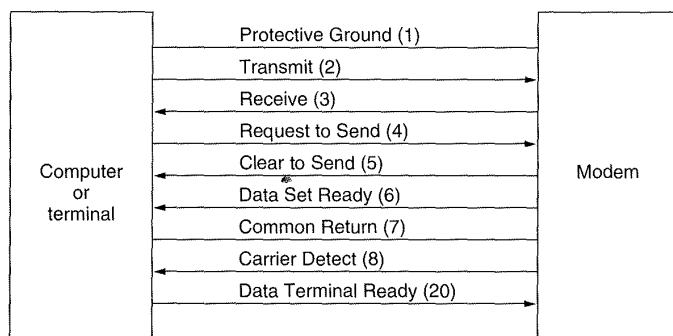 Protective Ground (1)
Transmit (2)
Receive (3)
Request to Send (4)
Clear to Send (5)
Data Set Ready (6)
Common Return (7)
Carrier Detect (8)
Data Terminal Ready (20)
Computer
or
terminal
Modem